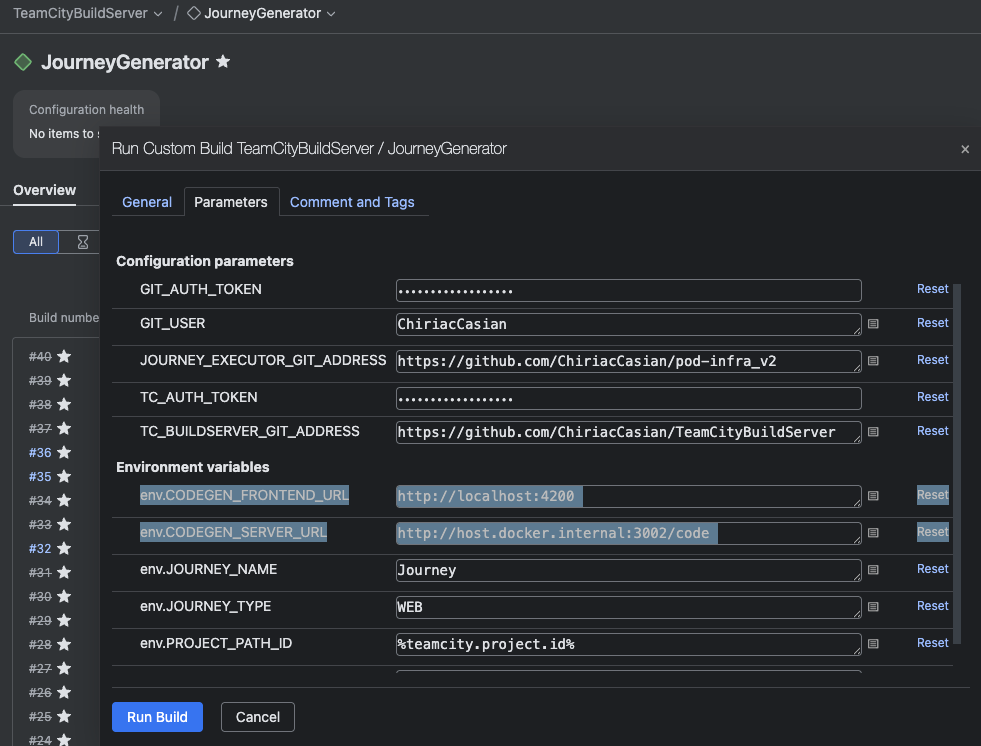 TeamCityBuildServer / JourneyGenerator
JourneyGenerator
Configuration health
No items to
Run Custom Build TeamCityBuildServer / JourneyGenerator
Overview
General Parameters Comment and Tags
All
Configuration parameters
GIT_AUTH_TOKEN •••••••••••••••••• Reset
GIT_USER ChiriacCasian Reset
Build numbe
JOURNEY_EXECUTOR_GIT_ADDRESS https://github.com/ChiriacCasian/pod-infra_v2 Reset
TC_AUTH_TOKEN •••••••••••••••••• Reset
TC_BUILDSERVER_GIT_ADDRESS https://github.com/ChiriacCasian/TeamCityBuildServer Reset
Environment variables
env.CODEGEN_FRONTEND_URL http://localhost:4200 Reset
env.CODEGEN_SERVER_URL http://host.docker.internal:3002/code Reset
env.JOURNEY_NAME Journey Reset
env.JOURNEY_TYPE WEB Reset
env.PROJECT_PATH_ID %teamcity.project.id% Reset
Run Build Cancel
#40
#39
#38
#37
#36
#35
#34
#33
#32
#31
#30
#29
#28
#27
#26
#25
#24